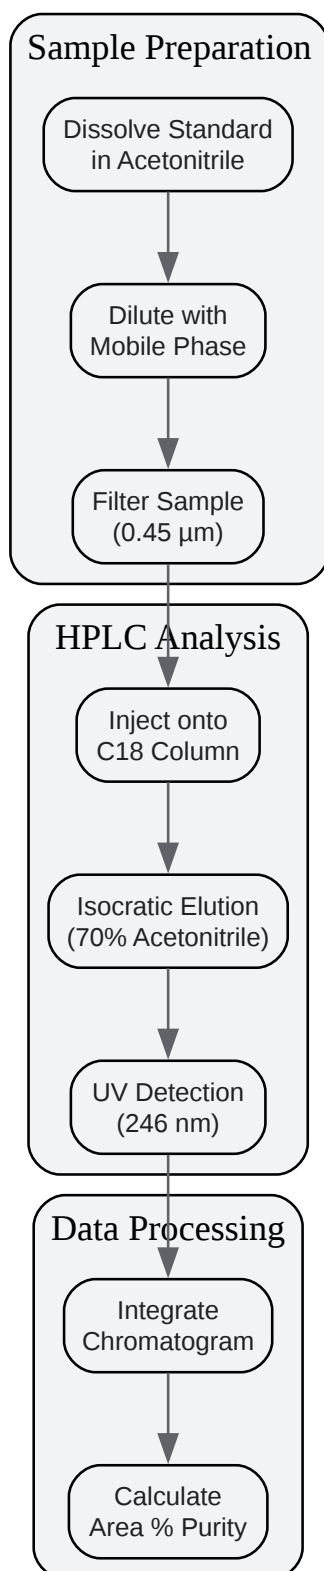 Sample Preparation
Dissolve Standard
in Acetonitrile
Dilute with
Mobile Phase
Filter Sample
(0.45 µm)
HPLC Analysis
Inject onto
C18 Column
Isocratic Elution
(70% Acetonitrile)
UV Detection
(246 nm)
Data Processing
Integrate
Chromatogram
Calculate
Area % Purity